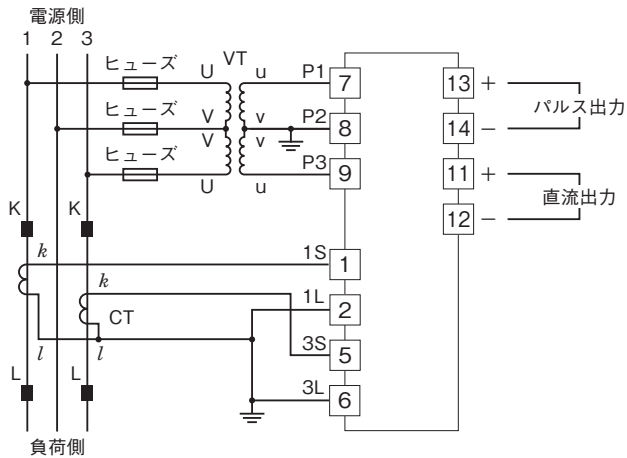 電源側
1 2 3
ヒューズ U VT u P1 7 13 +
パルス出力
ヒューズ V v P2 8 14 −
V v
ヒューズ U u P3 9 11 +
直流出力
12 −
K K
k 1S 1
k 1L 2
CT
l l 3S 5
L L 3L 6
負荷側